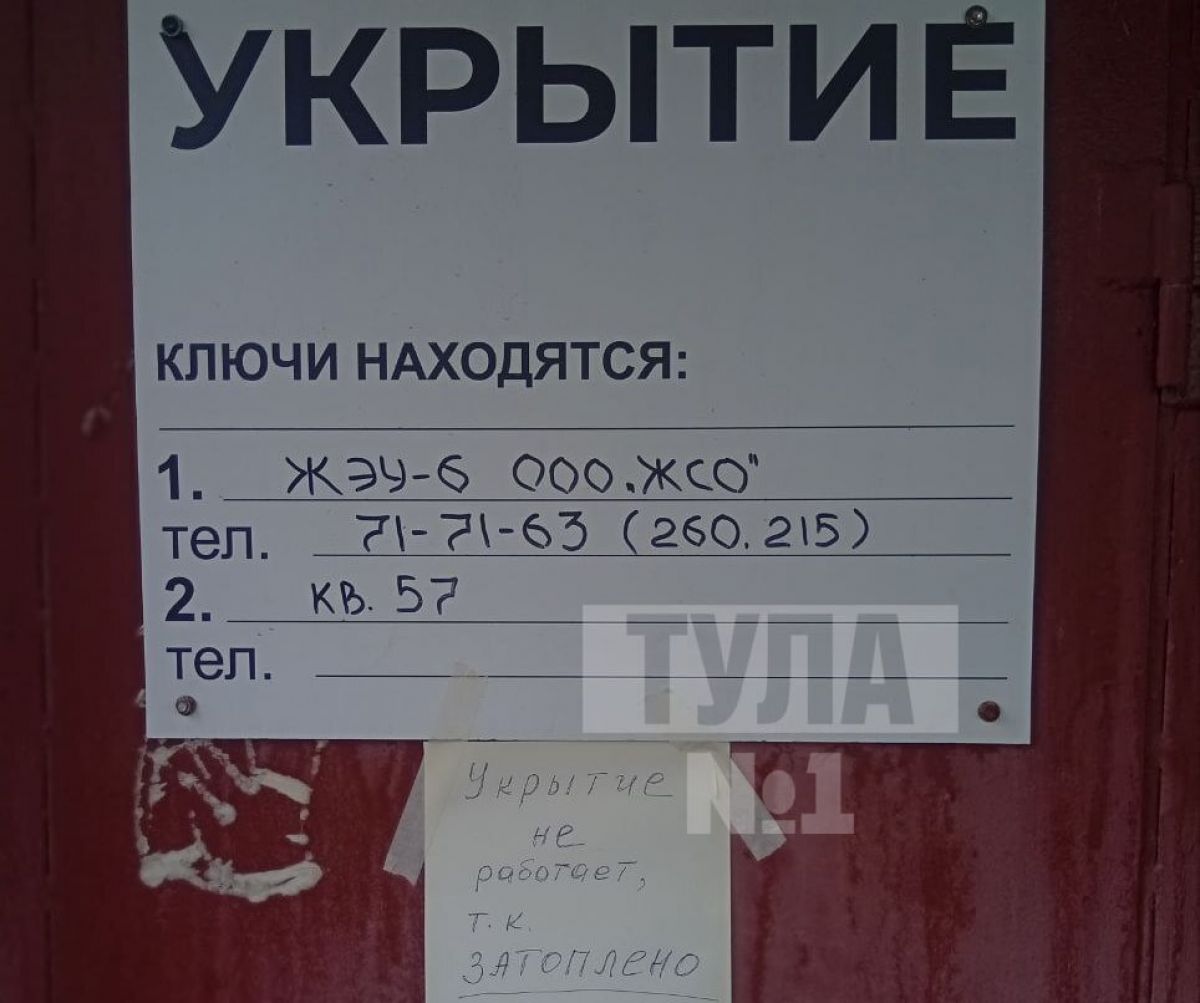 УКРЫТИЕ
КЛЮЧИ НАХОДЯТСЯ:
1. ЖЭУ-6 ООО „ЖСО"
тел. 71-71-63 (260. 215)
2. кв. 57
тел.
ТУЛА
№1
Укрытие
не
работает,
т.к.
ЗАТОПЛЕНО